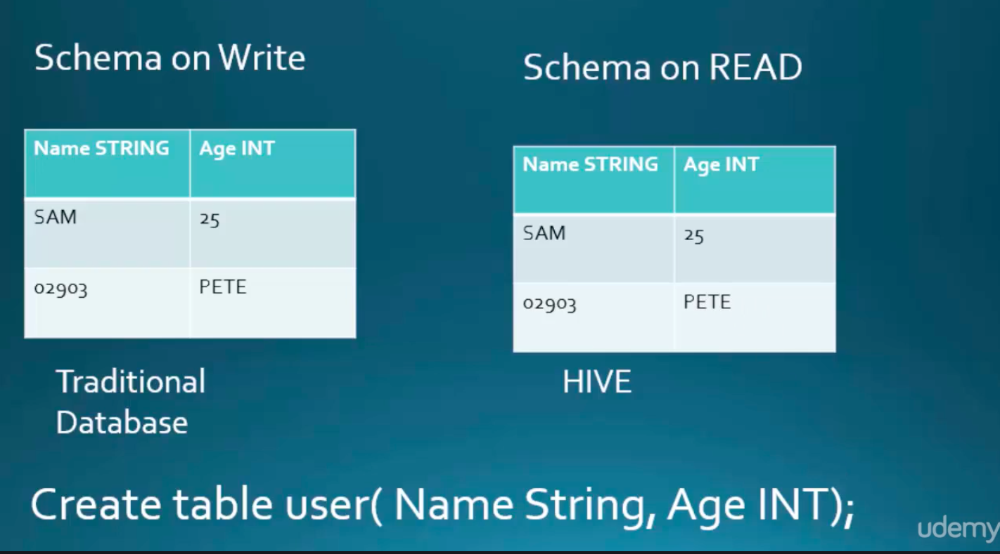 Schema on Write
Name STRING Age INT
SAM 25
02903 PETE
Traditional
Database
Schema on READ
Name STRING Age INT
SAM 25
02903 PETE
HIVE
Create table user( Name String, Age INT);
udemy